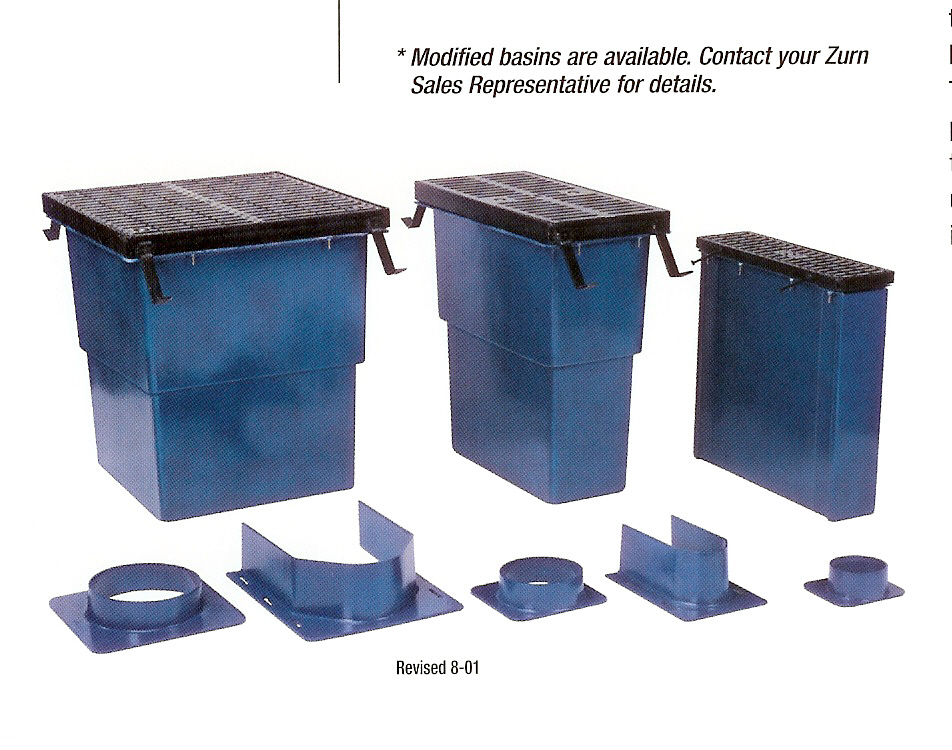 * Modified basins are available. Contact your Zurn
Sales Representative for details.
Revised 8-01